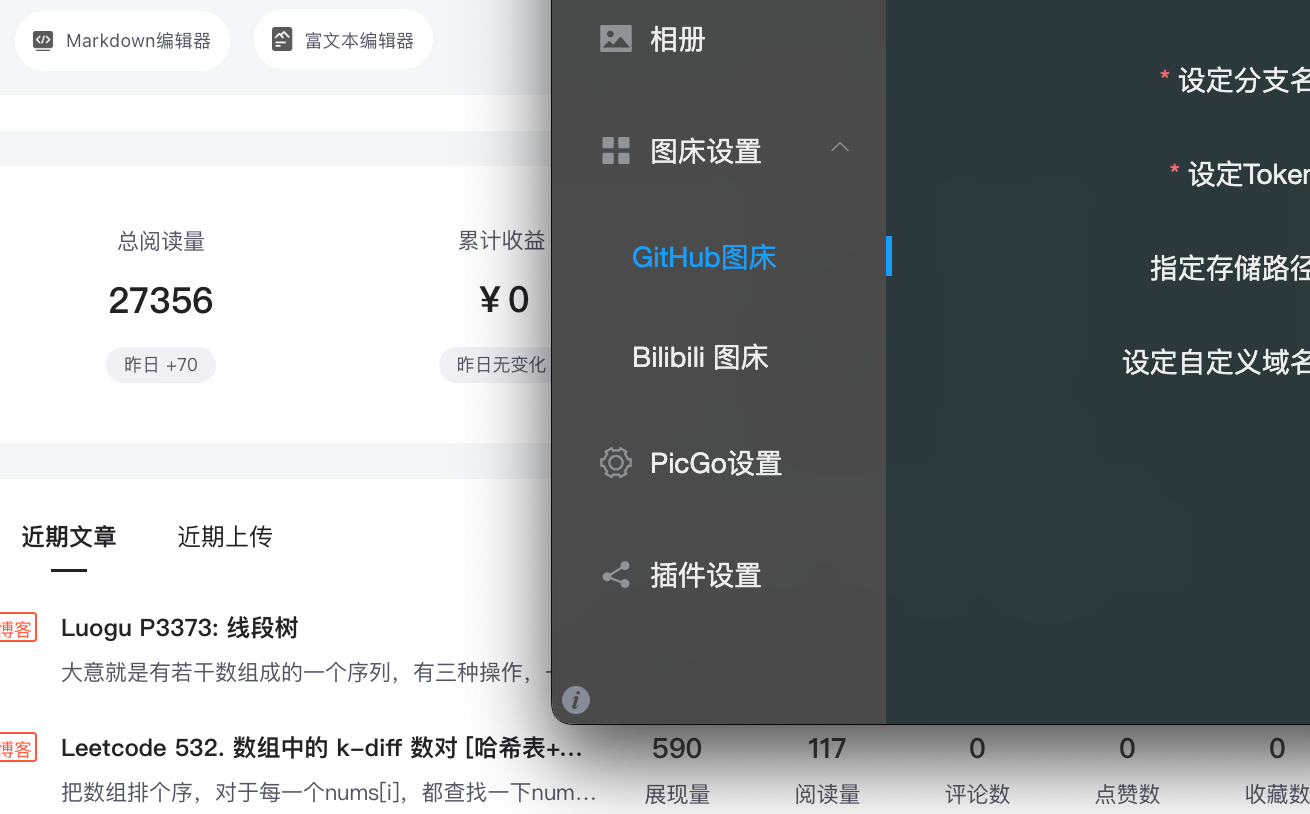 Markdown编辑器
富文本编辑器
总阅读量
累计收益
27356
¥ 0
昨日 +70
昨日无变化
近期文章
近期上传
博客
Luogu P3373: 线段树
大意就是有若干数组成的一个序列，有三种操作，
博客
Leetcode 532. 数组中的 k-diff 数对 [哈希表+...
把数组排个序，对于每一个nums[i]，都查找一下num...
590
117
0
0
0
展现量
阅读量
评论数
点赞数
收藏数
相册
图床设置
GitHub图床
Bilibili 图床
PicGo设置
插件设置
* 设定分支名
* 设定Token
指定存储路径
设定自定义域名